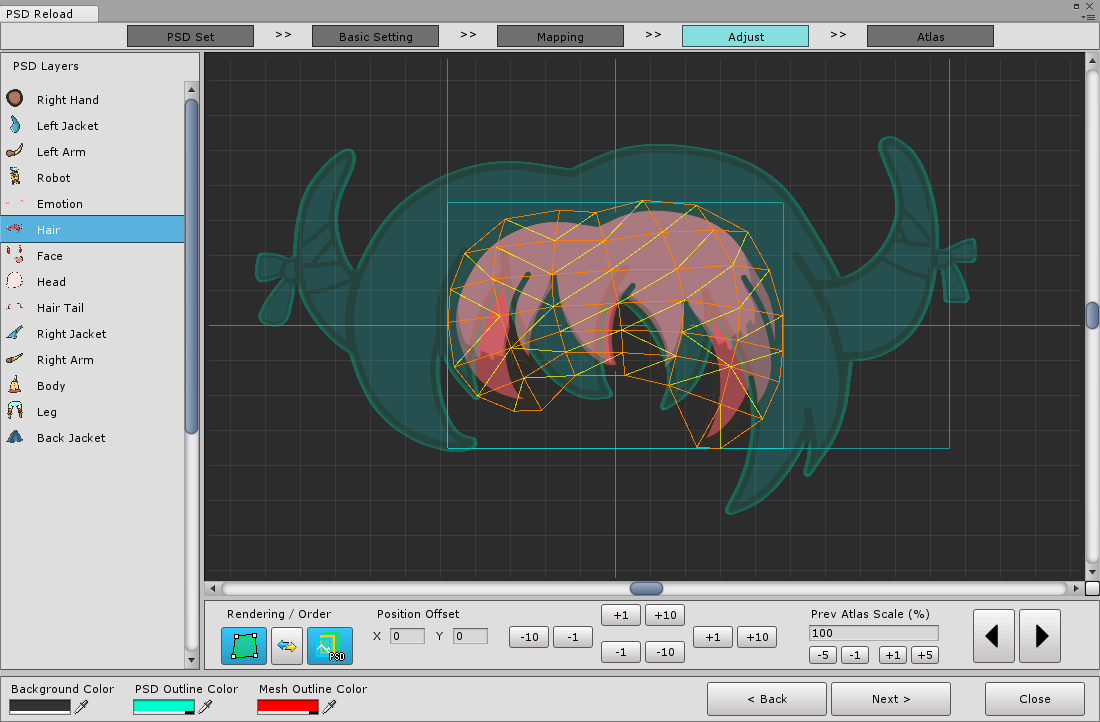 PSD Reload
PSD Set >> Basic Setting >> Mapping >> Adjust >> Atlas
PSD Layers
Right Hand
Left Jacket
Left Arm
Robot
Emotion
Hair
Face
Head
Hair Tail
Right Jacket
Right Arm
Body
Leg
Back Jacket
Rendering / Order
PSD
Position Offset
X 0 Y 0
-10 -1
+1 +10
-1 -10
+1 +10
Prev Atlas Scale (%)
100
-5 -1 +1 +5
Background Color PSD Outline Color Mesh Outline Color
< Back Next > Close